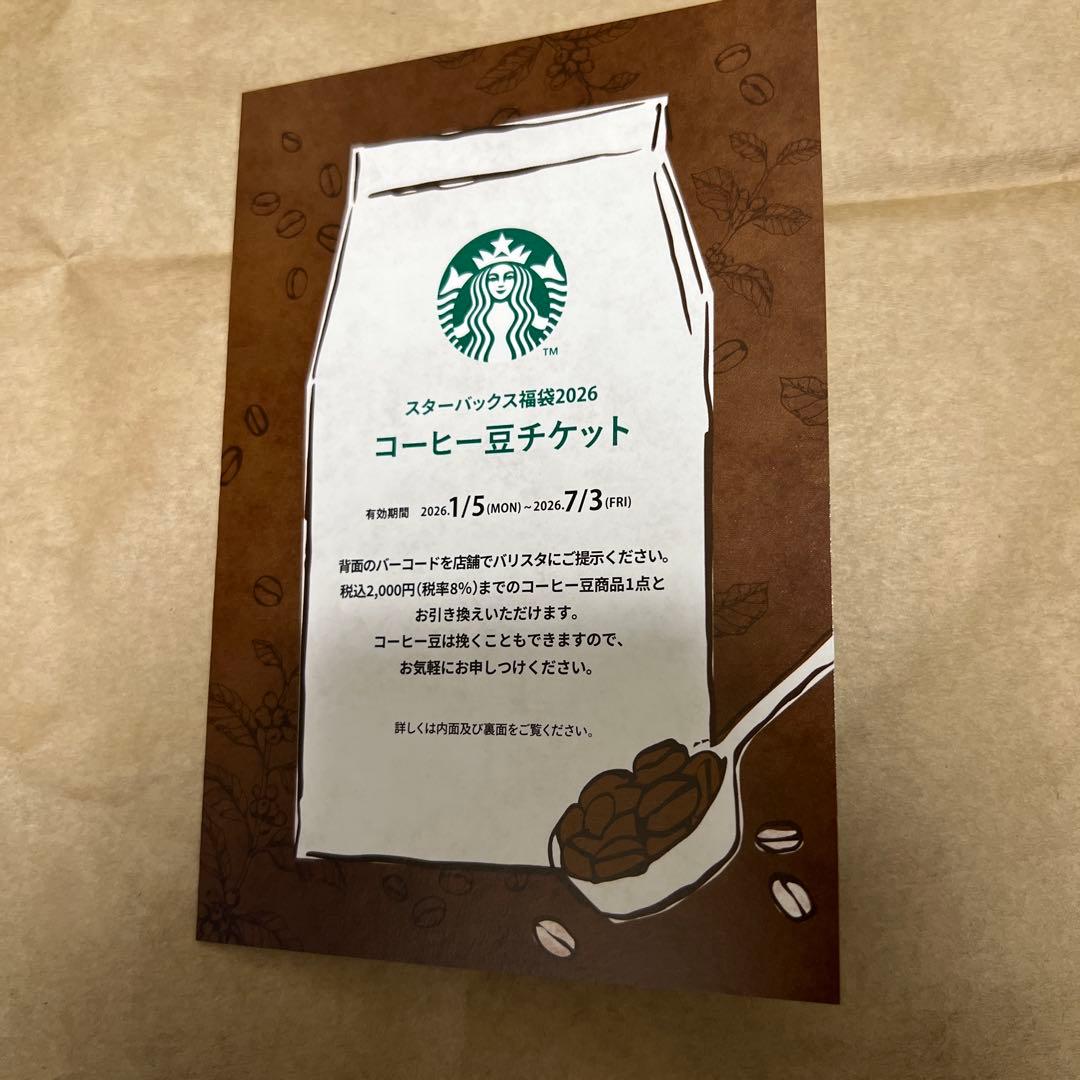 TM
スターバックス福袋2026
コーヒー豆チケット
有効期間 2026.1/5(MON)~2026.7/3(FRI)
背面のバーコードを店舗でバリスタにご提示ください。
税込2,000円(税率8%)までのコーヒー豆商品1点と
お引き換えいただけます。
コーヒー豆は挽くこともできますので、
お気軽にお申しつけください。
詳しくは内面及び裏面をご覧ください。